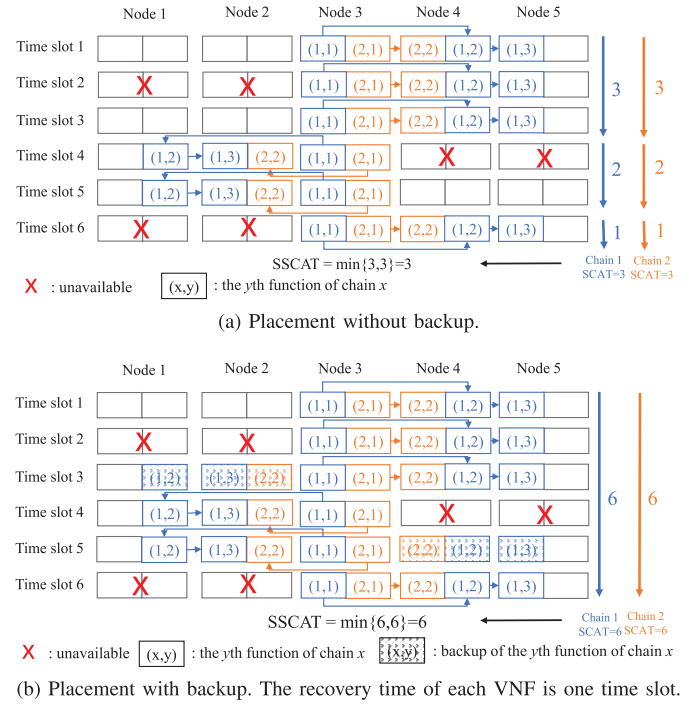 Node 1 Node 2 Node 3 Node 4 Node 5
Time slot 1 (1,1) (2,1) (2,2) (1,2) (1,3)
Time slot 2 X X (1,1) (2,1) (2,2) (1,2) (1,3)
3 3
Time slot 3 (1,1) (2,1) (2,2) (1,2) (1,3)
Time slot 4 (1,2) (1,3) (2,2) (1,1) (2,1) X X
2 2
Time slot 5 (1,2) (1,3) (2,2) (1,1) (2,1)
Time slot 6 X X (1,1) (2,1) (2,2) (1,2) (1,3) 1 1
SSCAT = min{3,3}=3
Chain 1 Chain 2
SCAT=3 SCAT=3
X : unavailable (x,y) : the yth function of chain x
(a) Placement without backup.
Node 1 Node 2 Node 3 Node 4 Node 5
Time slot 1 (1,1) (2,1) (2,2) (1,2) (1,3)
Time slot 2 X X (1,1) (2,1) (2,2) (1,2) (1,3)
Time slot 3 (1,2) (1,3) (2,2) (1,1) (2,1) (2,2) (1,2) (1,3)
6 6
Time slot 4 (1,2) (1,3) (2,2) (1,1) (2,1) X X
Time slot 5 (1,2) (1,3) (2,2) (1,1) (2,1) (2,2) (1,2) (1,3)
Time slot 6 X X (1,1) (2,1) (2,2) (1,2) (1,3)
SSCAT = min{6,6}=6
Chain 1 Chain 2
SCAT=6 SCAT=6
X : unavailable (x,y) : the yth function of chain x (x,y) : backup of the yth function of chain x
(b) Placement with backup. The recovery time of each VNF is one time slot.